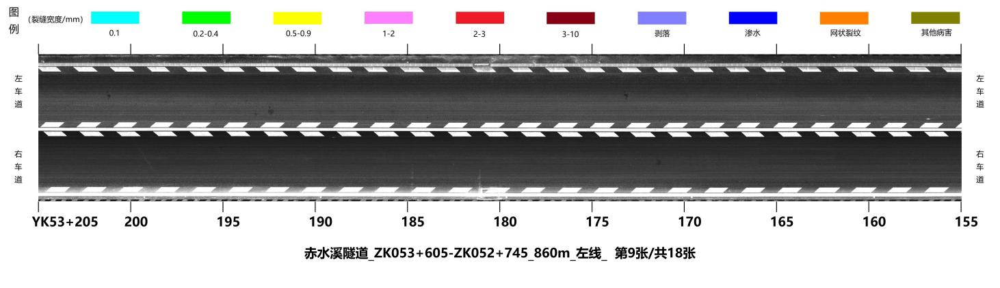 图例
(裂缝宽度/mm)
0.1 0.2-0.4 0.5-0.9 1-2 2-3 3-10 剥落 渗水 网状裂纹 其他病害
左车道 左车道
右车道 右车道
YK53+205 200 195 190 185 180 175 170 165 160 155
赤水溪隧道_ZK053+605-ZK052+745_860m_左线_ 第9张/共18张